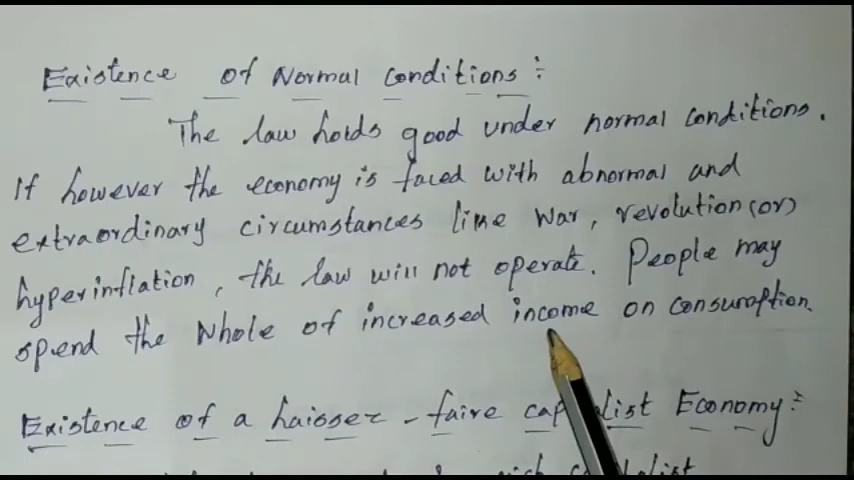 Existence of Normal Conditions :-
The law holds good under normal conditions.
If however the economy is faced with abnormal and
extraordinary circumstances like war, revolution (or)
hyperinflation, the law will not operate. People may
spend the whole of increased income on consumption.
Existence of a Laisser-faire capitalist Economy :-